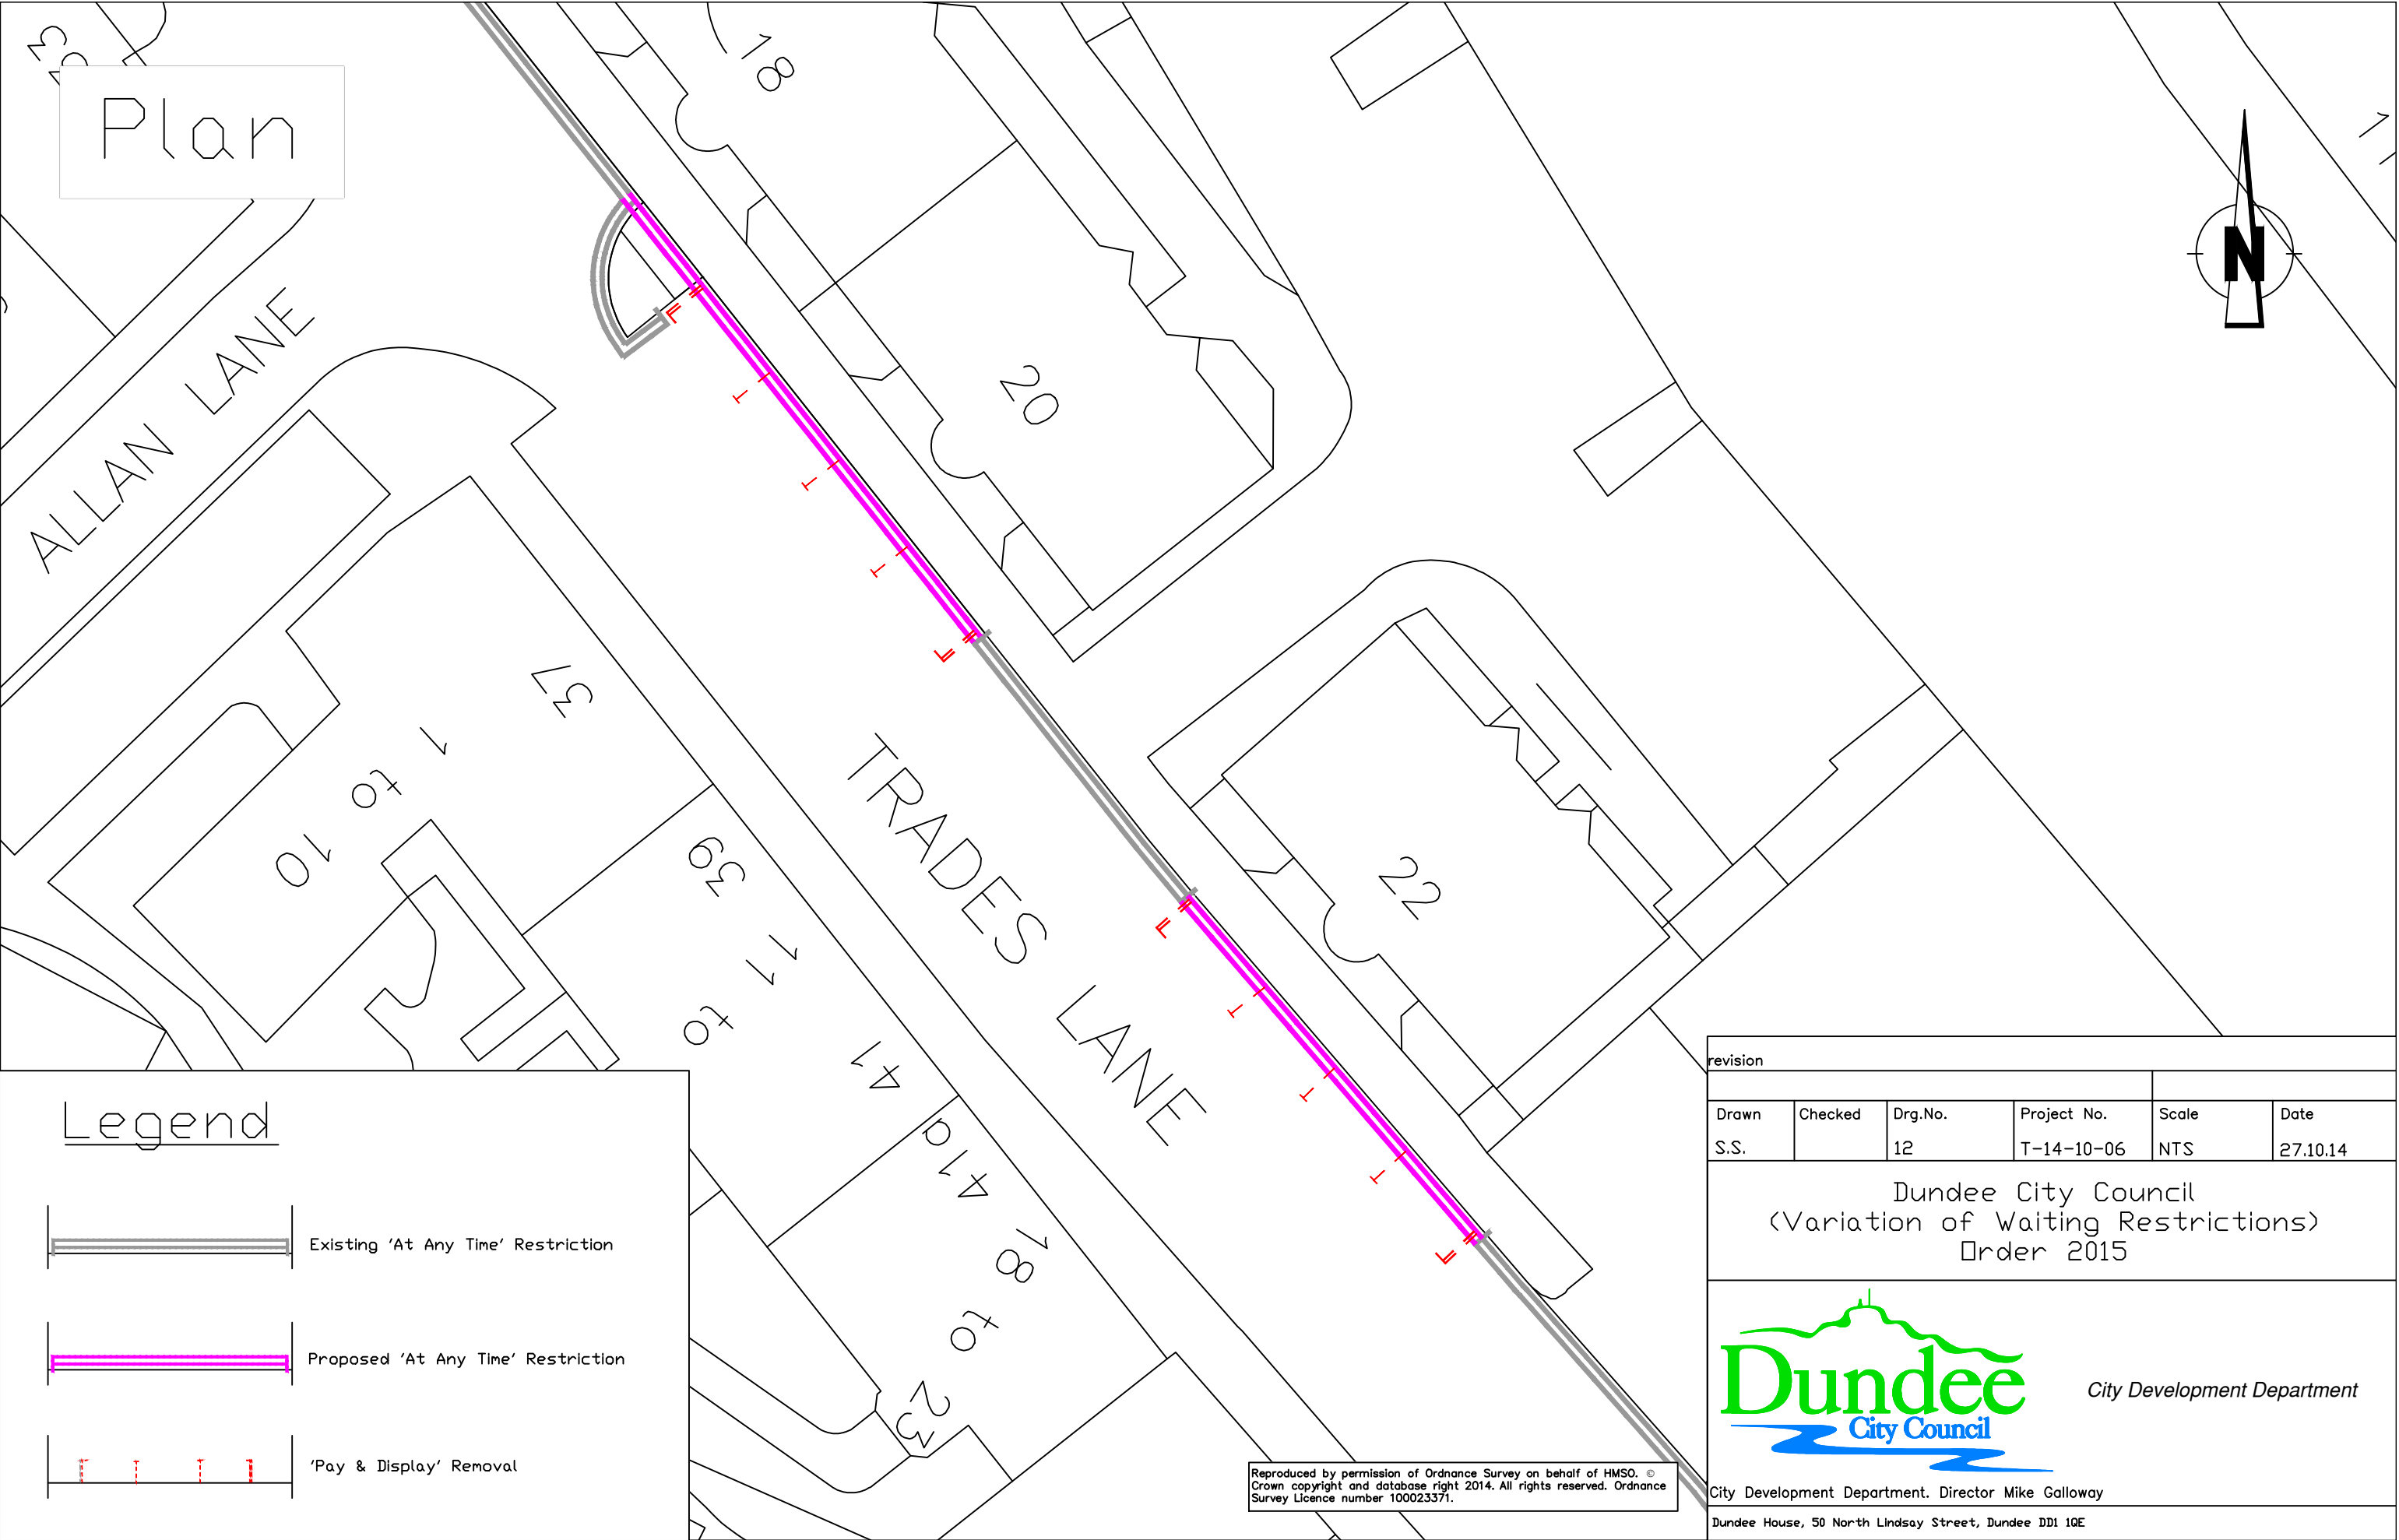 Plan
18
ALLAN LANE
20
37
1
to
10
TRADES LANE
22
39
11
to
41
41d
18
to
23
N
Legend
Existing 'At Any Time' Restriction
Proposed 'At Any Time' Restriction
'Pay & Display' Removal
Reproduced by permission of Ordnance Survey on behalf of HMSO. ©
Crown copyright and database right 2014. All rights reserved. Ordnance
Survey Licence number 100023371.
revision
Drawn Checked Drg.No. Project No. Scale Date
S.S. 12 T-14-10-06 NTS 27.10.14
Dundee City Council
(Variation of Waiting Restrictions)
Order 2015
Dundee
City Council
City Development Department
City Development Department. Director Mike Galloway
Dundee House, 50 North Lindsay Street, Dundee DD1 1QE